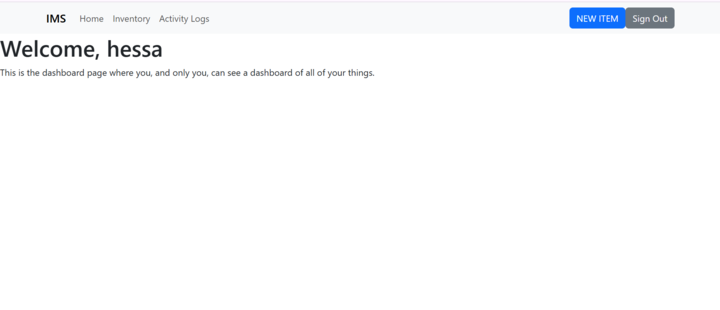 IMS Home Inventory Activity Logs NEW ITEM Sign Out
Welcome, hessa
This is the dashboard page where you, and only you, can see a dashboard of all of your things.